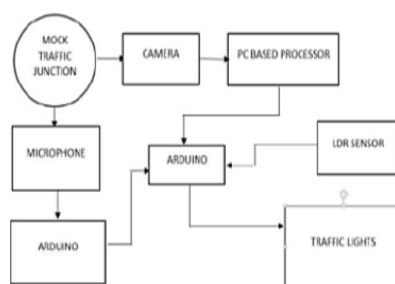 MOCK
TRAFFIC
JUNCTION
CAMERA
PC BASED PROCESSOR
MICROPHONE
ARDUINO
LDR SENSOR
ARDUINO
TRAFFIC LIGHTS